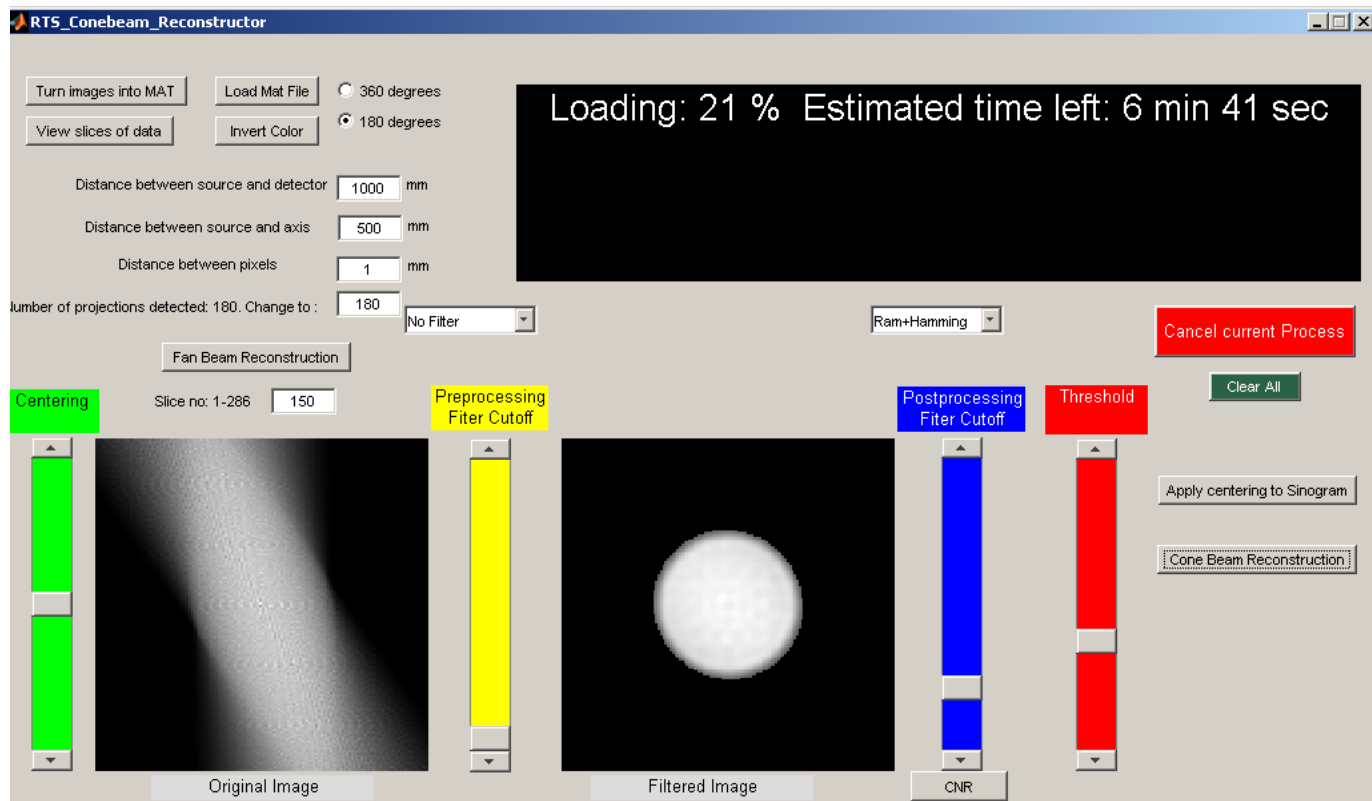 RTS_Conebeam_Reconstructor
Turn images into MAT
Load Mat File
360 degrees
View slices of data
Invert Color
180 degrees
Loading: 21 % Estimated time left: 6 min 41 sec
Distance between source and detector 1000 mm
Distance between source and axis 500 mm
Distance between pixels 1 mm
Number of projections detected: 180. Change to : 180
No Filter
Ram+Hamming
Cancel current Process
Fan Beam Reconstruction
Clear All
Centering
Slice no: 1-286 150
Preprocessing
Fiter Cutoff
Postprocessing
Fiter Cutoff
Threshold
Apply centering to Sinogram
Cone Beam Reconstruction
Original Image
Filtered Image
CNR